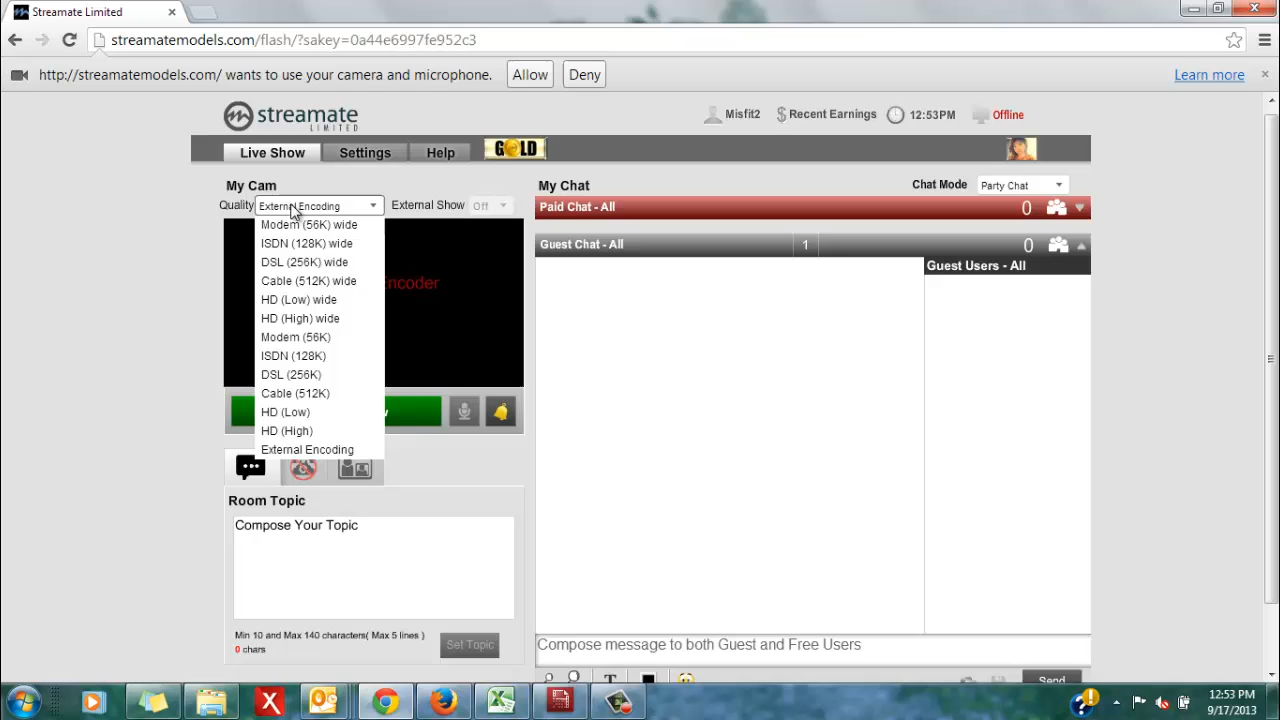 Streamate Limited
streamatemodels.com/flash/?sakey=0a44e6997fe952c3
http://streamatemodels.com/ wants to use your camera and microphone. Allow Deny Learn more
streamate
LIMITED
Misfit2 $ Recent Earnings 12:53PM Offline
Live Show Settings Help GOLD
My Cam My Chat Chat Mode Party Chat
Quality External Encoding External Show Off Paid Chat - All 0
Modem (56K) wide
ISDN (128K) wide Guest Chat - All 1 0
DSL (256K) wide Guest Users - All
Cable (512K) wide
HD (Low) wide
HD (High) wide
Modem (56K)
ISDN (128K)
DSL (256K)
Cable (512K)
HD (Low)
HD (High)
External Encoding
Room Topic
Compose Your Topic
Min 10 and Max 140 characters( Max 5 lines )
0 chars
Set Topic
Compose message to both Guest and Free Users
T Send
12:53 PM
9/17/2013